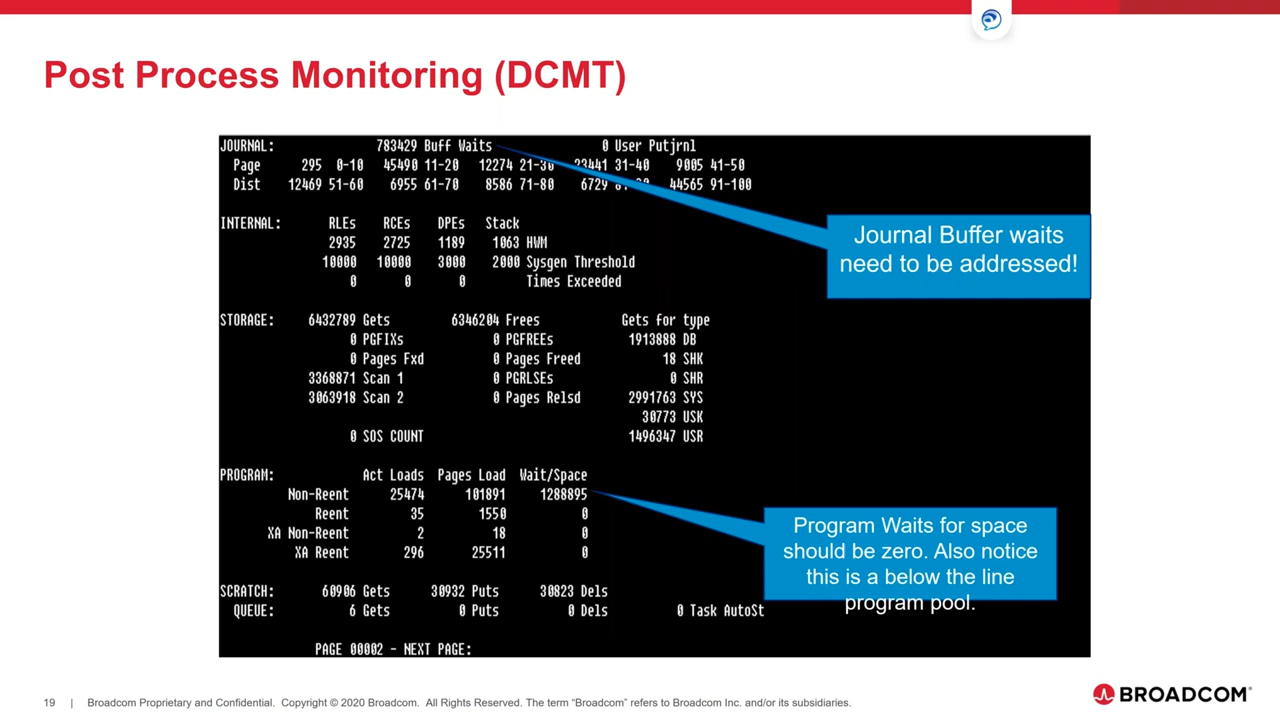 Post Process Monitoring (DCMT)
JOURNAL: 783429 Buff Waits 0 User Putjrnl
Page 295 0-10 45490 11-20 12274 21-30 23441 31-40 9005 41-50
Dist 12469 51-60 6955 61-70 8586 71-80 6729 44565 91-100
Journal Buffer waits
need to be addressed!
INTERNAL: RLEs RCEs DPEs Stack
2935 2725 1189 1063 HWM
10000 10000 3000 2000 Sysgen Threshold
0 0 0 Times Exceeded
STORAGE: 6432789 Gets 6346204 Frees Gets for type
0 PGFIXs 0 PGFREEs 1913888 DB
0 Pages Fxd 0 Pages Freed 18 SHK
3368871 Scan 1 0 PGRLSEs 0 SHR
3063918 Scan 2 0 Pages Relsd 2991763 SYS
30773 USK
0 SOS COUNT 1496347 USR
PROGRAM: Act Loads Pages Load Wait/Space
Non-Reent 25474 101891 1288895
Reent 35 1550 0
XA Non-Reent 2 18 0
XA Reent 296 25511 0
Program Waits for space
should be zero. Also notice
this is a below the line
program pool.
SCRATCH: 60906 Gets 30932 Puts 30823 Dels
QUEUE: 6 Gets 0 Puts 0 Dels 0 Task AutoSt
PAGE 00002 - NEXT PAGE:
19 | Broadcom Proprietary and Confidential. Copyright © 2020 Broadcom. All Rights Reserved. The term “Broadcom” refers to Broadcom Inc. and/or its subsidiaries.
BROADCOM®